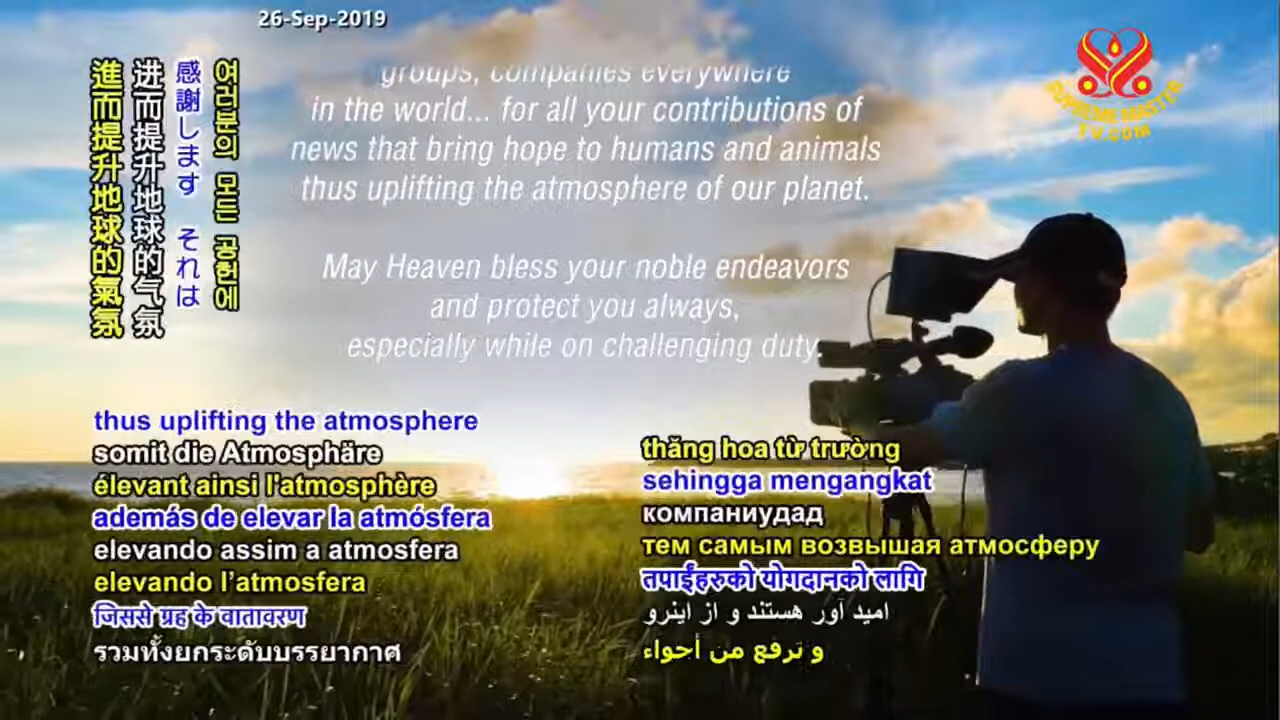 26-Sep-2019
groups, companies everywhere
in the world... for all your contributions of
news that bring hope to humans and animals
thus uplifting the atmosphere of our planet.
May Heaven bless your noble endeavors
and protect you always,
especially while on challenging duty.
SUPREME MASTER
TV.COM
進而提升地球的氣氛
进而提升地球的气氛
感謝します それは
여러분의 모든 공헌에
thus uplifting the atmosphere
somit die Atmosphäre
élevant ainsi l'atmosphère
además de elevar la atmósfera
elevando assim a atmosfera
elevando l’atmosfera
जिससे ग्रह के वातावरण
รวมทั้งยกระดับบรรยากาศ
thăng hoa từ trường
sehingga mengangkat
компаниудад
тем самым возвышая атмосферу
तपाईंहरुको योगदानको लागि
امید آور هستند و از اینرو
و ترفع من أجواء